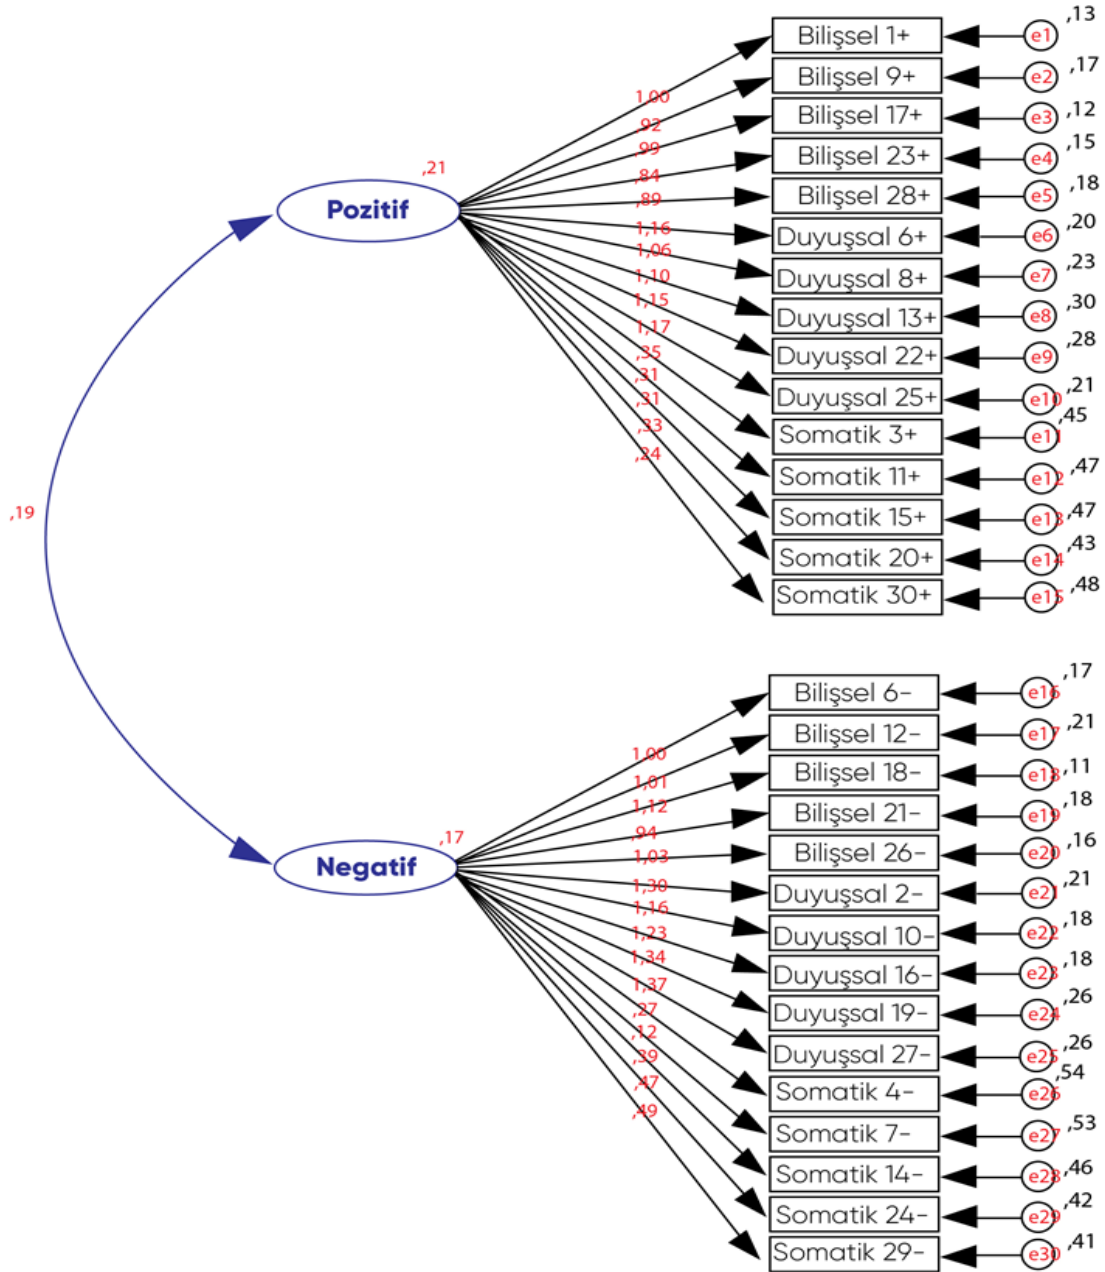 Bilişsel 1+ e1 ,13
Bilişsel 9+ e2 ,17
Bilişsel 17+ e3 ,12
Bilişsel 23+ e4 ,15
Bilişsel 28+ e5 ,18
Duyuşsal 6+ e6 ,20
Duyuşsal 8+ e7 ,23
Duyuşsal 13+ e8 ,30
Duyuşsal 22+ e9 ,28
Duyuşsal 25+ e10 ,21
Somatik 3+ e11 ,45
Somatik 11+ e12 ,47
Somatik 15+ e13 ,47
Somatik 20+ e14 ,43
Somatik 30+ e15 ,48
1,00
,92
,99
,84
,89
1,16
1,06
1,10
1,15
1,17
,35
,31
,31
,33
,24
,21
Pozitif
,19
Bilişsel 6- e16 ,17
Bilişsel 12- e17 ,21
Bilişsel 18- e18 ,11
Bilişsel 21- e19 ,18
Bilişsel 26- e20 ,16
Duyuşsal 2- e21 ,21
Duyuşsal 10- e22 ,18
Duyuşsal 16- e23 ,18
Duyuşsal 19- e24 ,26
Duyuşsal 27- e25 ,26
Somatik 4- e26 ,54
Somatik 7- e27 ,53
Somatik 14- e28 ,46
Somatik 24- e29 ,42
Somatik 29- e30 ,41
1,00
1,01
1,12
,94
1,03
1,30
1,16
1,23
1,34
1,37
,27
,12
,39
,47
,49
,17
Negatif